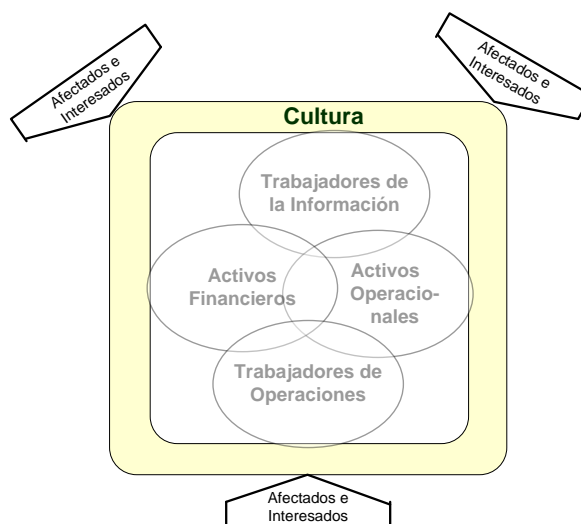 Afectados e
Interesados
Afectados e
Interesados
Cultura
Trabajadores de
la Información
Activos
Financieros
Activos
Operacio-
nales
Trabajadores de
Operaciones
Afectados e
Interesados